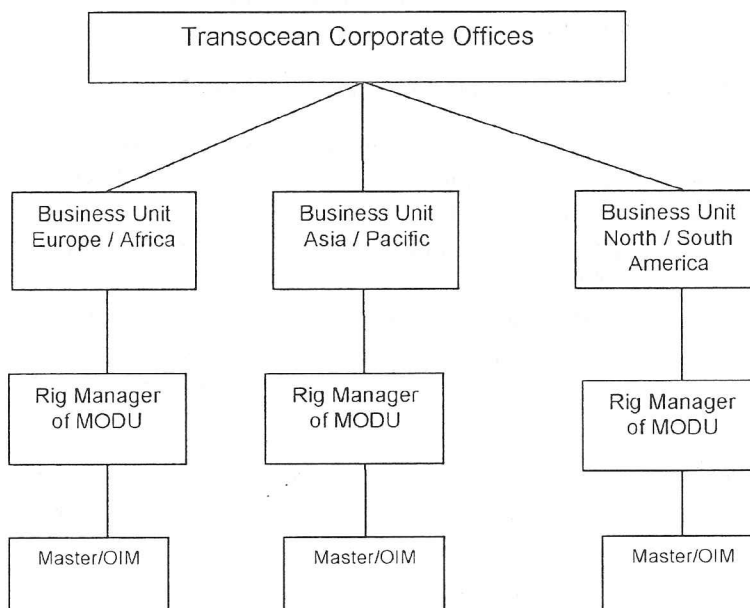 Transocean Corporate Offices
Business Unit
Europe / Africa
Business Unit
Asia / Pacific
Business Unit
North / South
America
Rig Manager
of MODU
Rig Manager
of MODU
Rig Manager
of MODU
Master/OIM
Master/OIM
Master/OIM